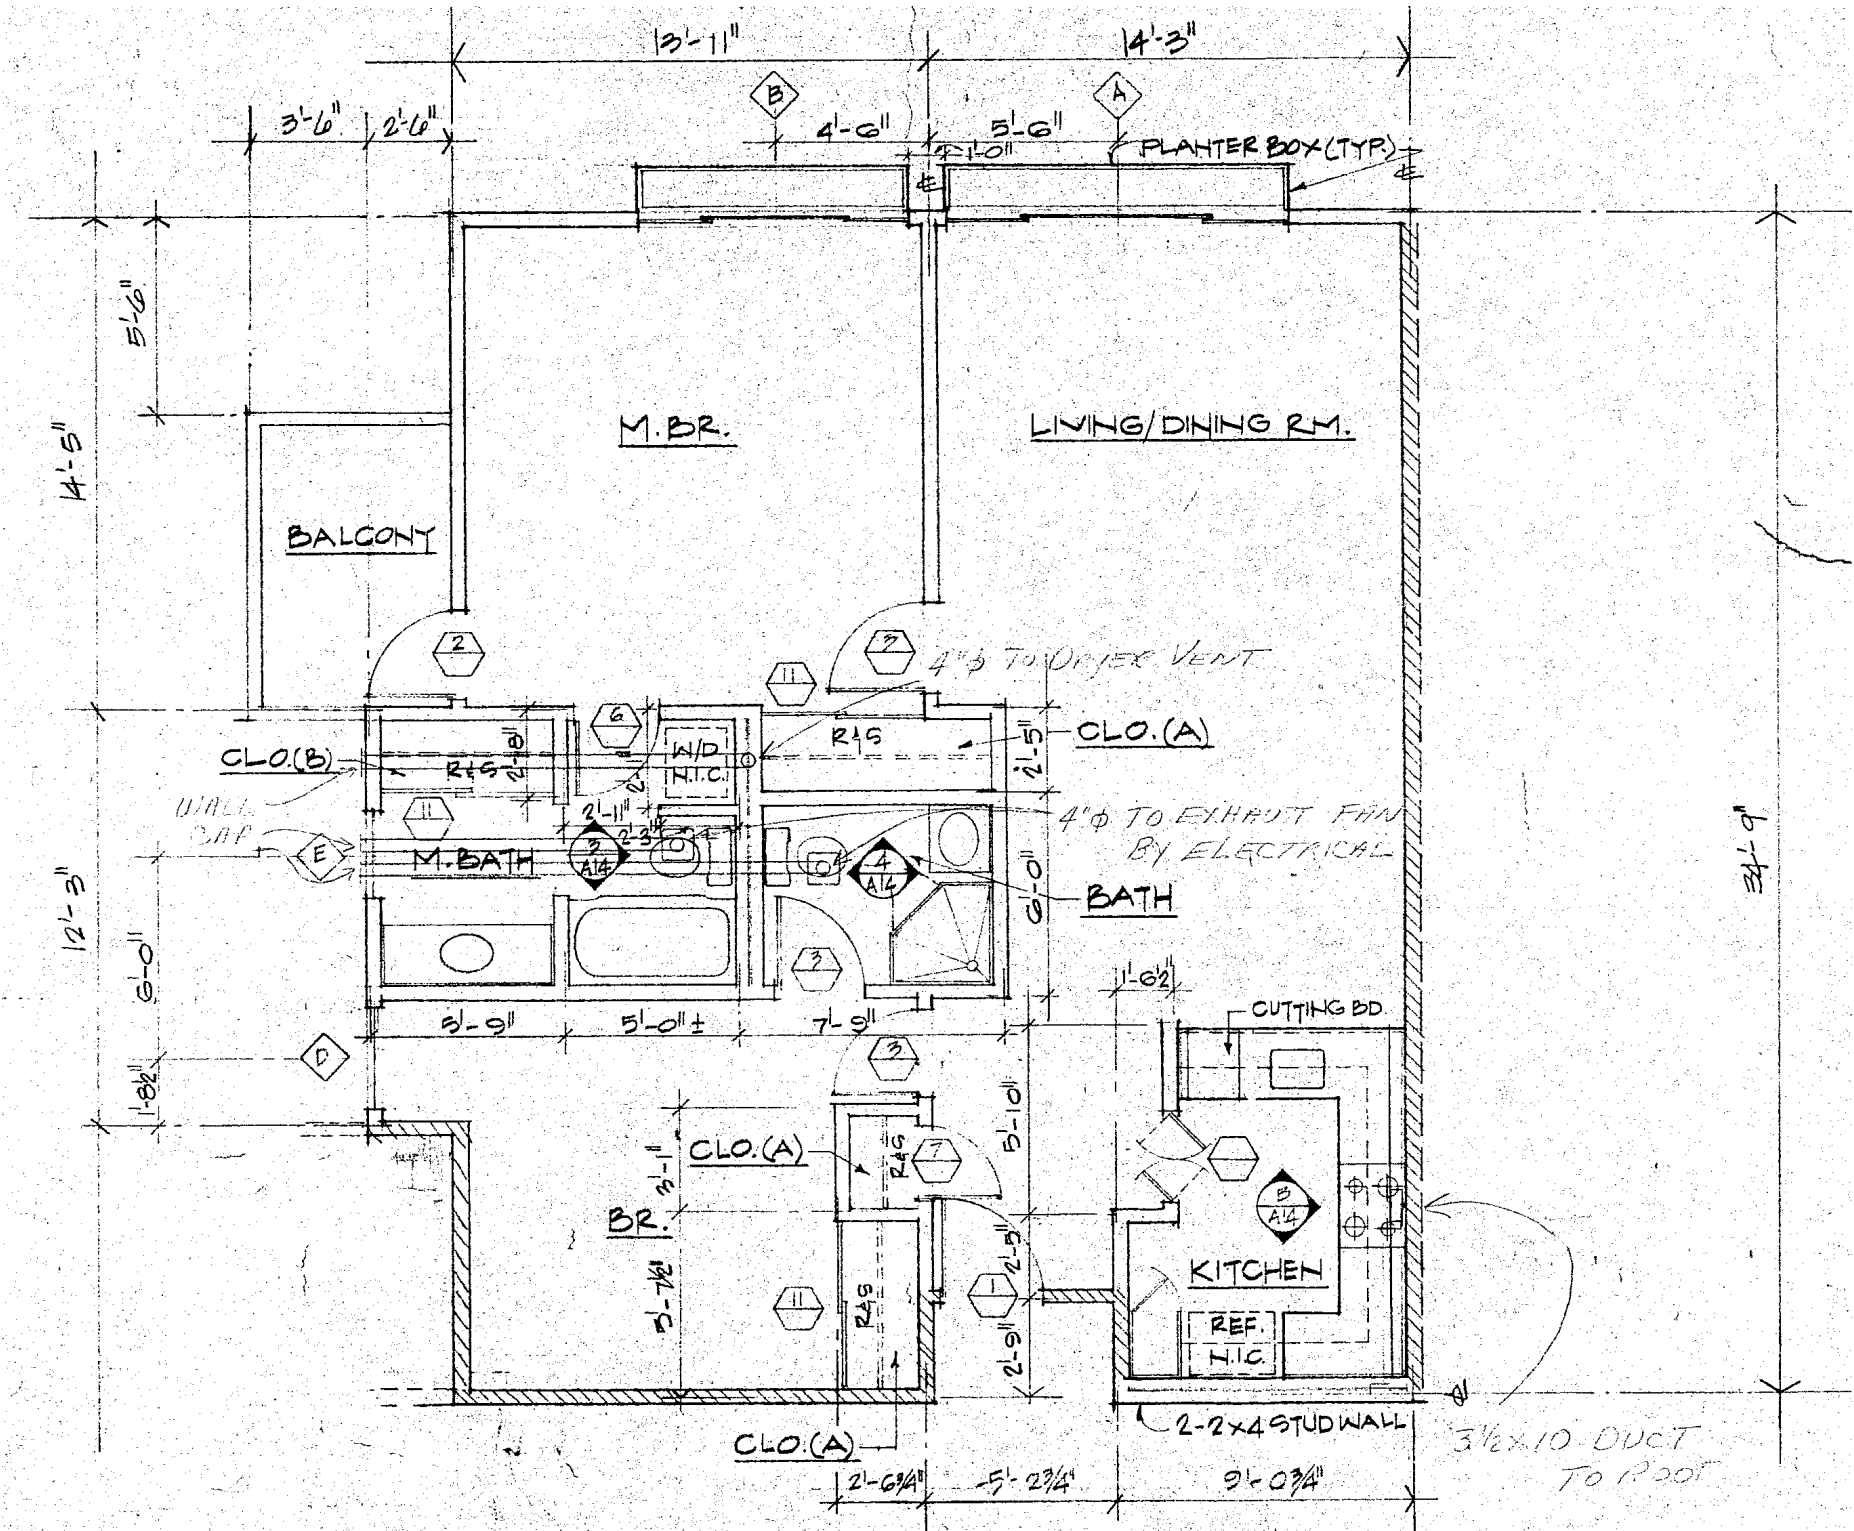 13'-11"
14'-3"
B
A
3'-6"
2'-6"
4'-6"
5'-6"
1'-0"
PLANTER BOX (TYP.)
5'-6"
14'-5"
M.BR.
LIVING/DINING RM.
BALCONY
2
4"φ TO DRYER VENT
11
6
CLO.(B)
R&S
2'-8"
W/D
N.I.C.
R&S
2'-5"
CLO.(A)
WALL
CAP
11
2'-11"
2'-3"
4"φ TO EXHAUT FAN
BY ELECTRICAL
E
M.BATH
3
A14
4
A14
6'-0"
BATH
34'-9"
12'-3"
6'-0"
3
1'-6½"
CUTTING BD.
5'-9"
5'-0"±
7'-9"
D
3
1'-8½"
5'-10"
CLO.(A)
R&S
7
3'-1"
BR.
5
A14
KITCHEN
2'-5"
5'-7½"
11
R&S
1
REF.
N.I.C.
2'-9"
2-2x4 STUD WALL
3½x10 DUCT
TO ROOF
CLO.(A)
2'-6¾"
5'-2¾"
9'-0¾"